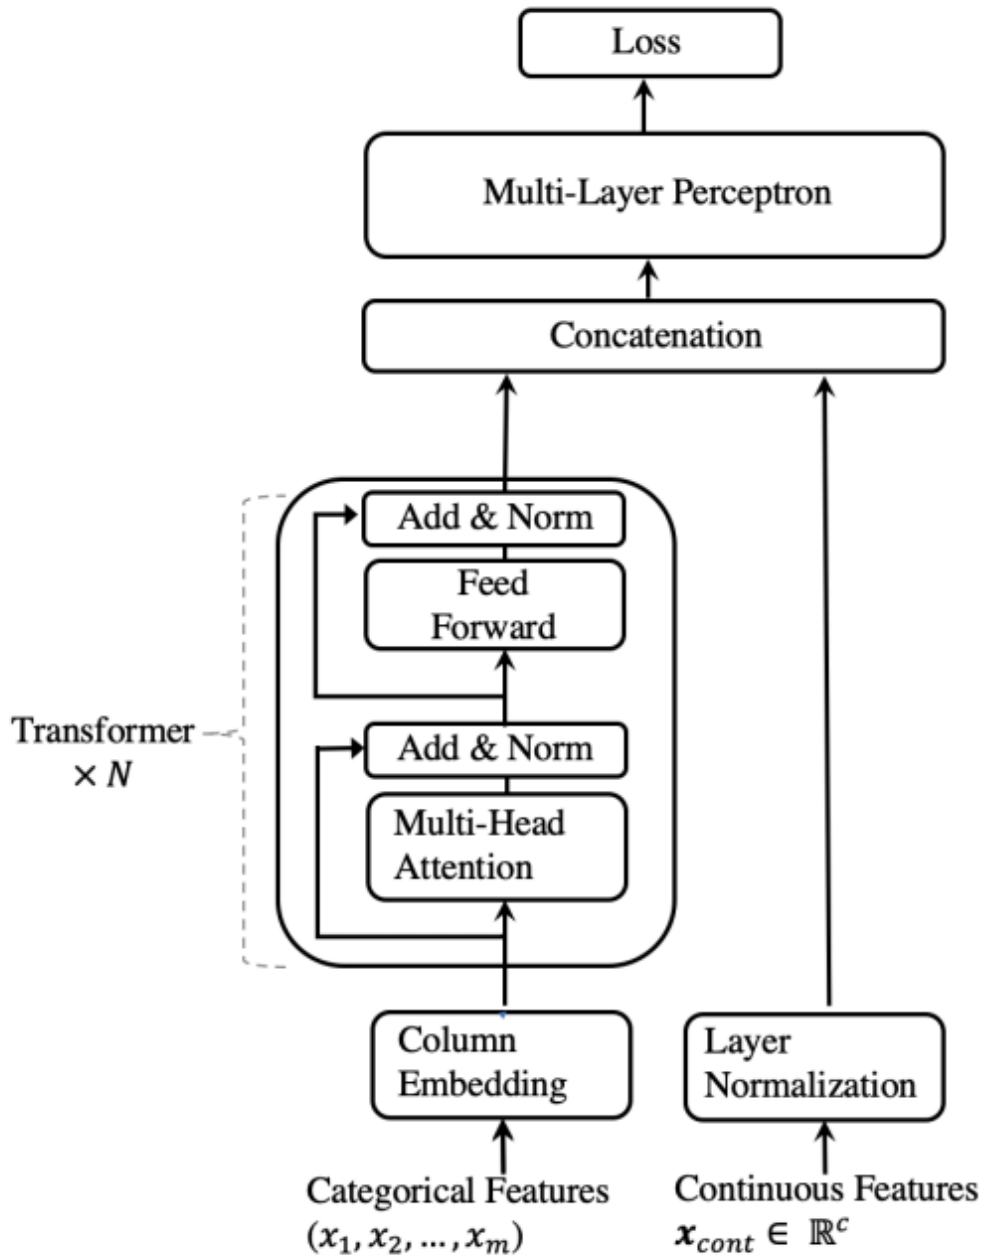 Loss
Multi-Layer Perceptron
Concatenation
Add & Norm
Feed
Forward
Add & Norm
Multi-Head
Attention
Transformer
× N
Column
Embedding
Layer
Normalization
Categorical Features
(x₁, x₂, ..., xₘ)
Continuous Features
x_cont ∈ ℝᶜ